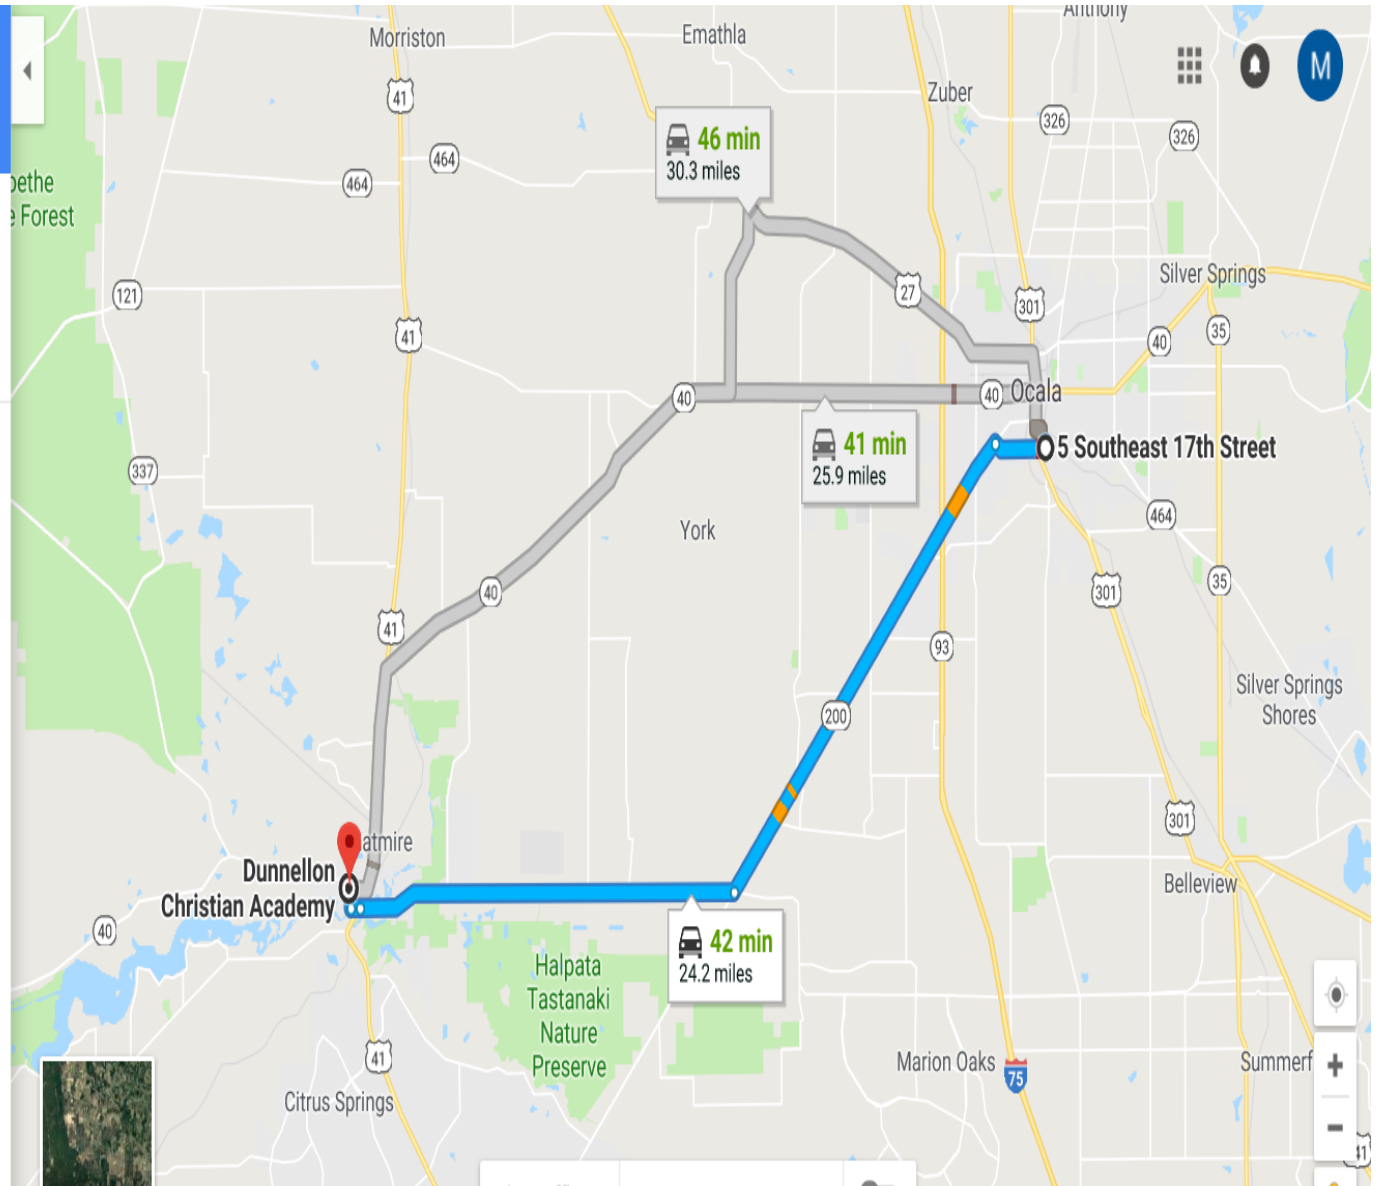 Anthony
Morriston
Emathla
M
41
Zuber
46 min
30.3 miles
326
326
464
464
oethe
e Forest
Silver Springs
121
27
301
41
35
40
40
40
Ocala
41 min
25.9 miles
5 Southeast 17th Street
337
York
464
40
301
35
41
93
Silver Springs
Shores
200
301
atmire
Dunnellon
Christian Academy
Belleview
40
42 min
24.2 miles
Halpata
Tastanaki
Nature
Preserve
41
Marion Oaks
75
Summerf
+
−
Citrus Springs
41